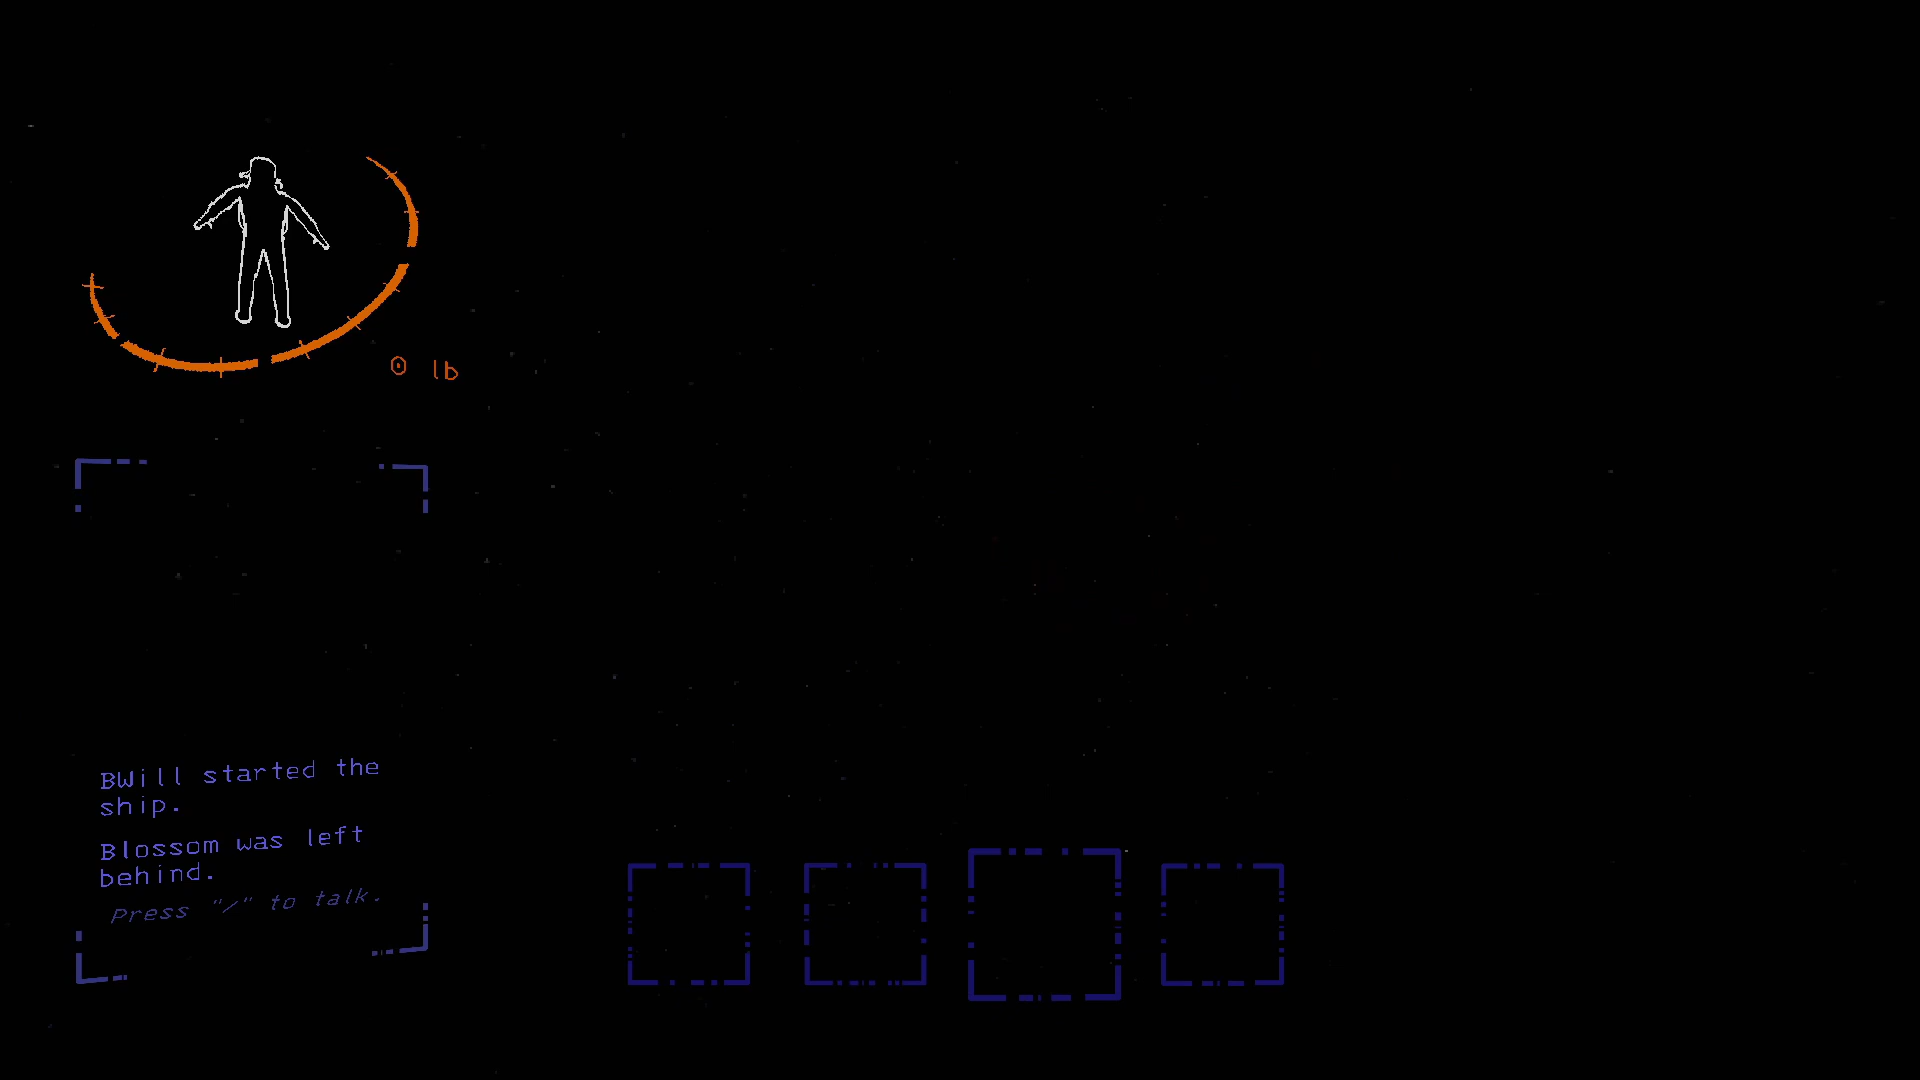 0 lb
BWill started the
ship.
Blossom was left
behind.
Press "/" to talk.